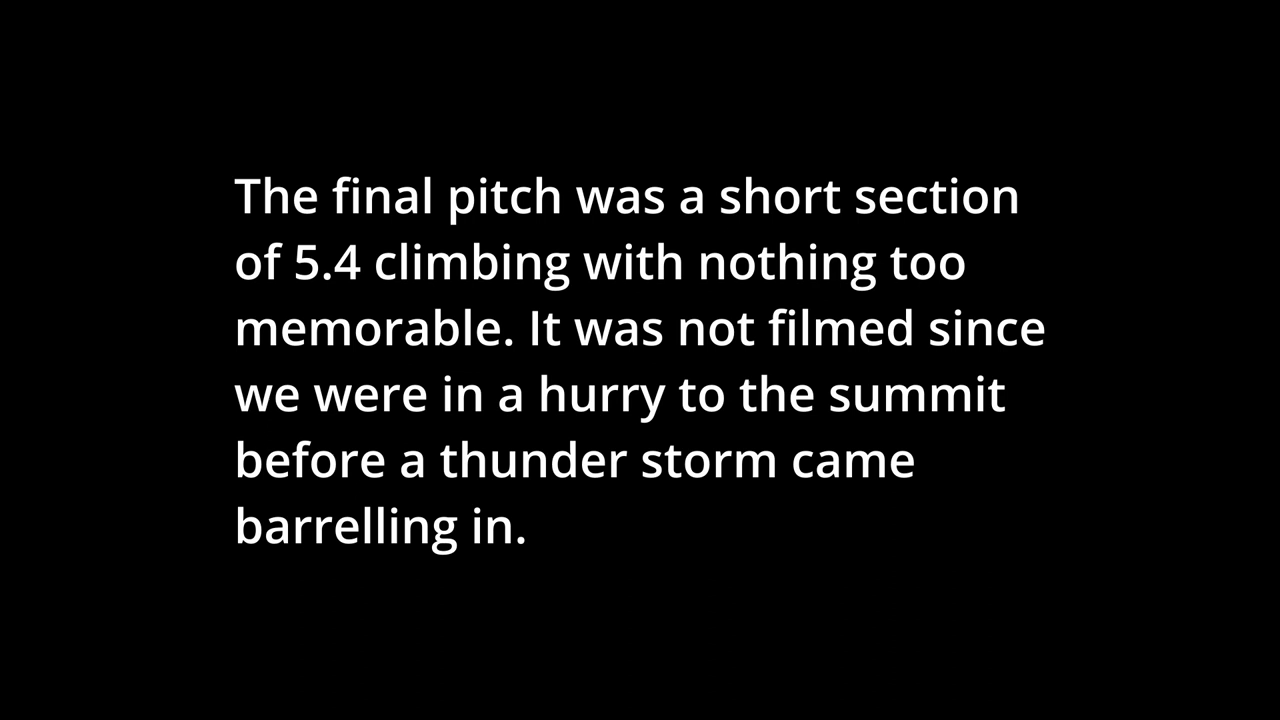 The final pitch was a short section
of 5.4 climbing with nothing too
memorable. It was not filmed since
we were in a hurry to the summit
before a thunder storm came
barrelling in.